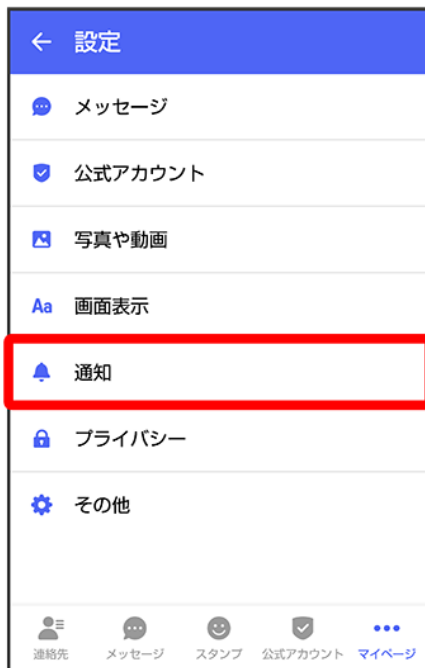 設定
メッセージ
公式アカウント
写真や動画
Aa 画面表示
通知
プライバシー
その他
連絡先 メッセージ スタンプ 公式アカウント マイページ